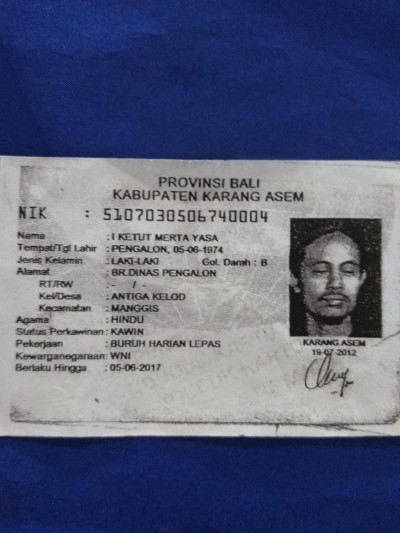 PROVINSI BALI
KABUPATEN KARANG ASEM
NIK : 5107030506740004
Nama : I KETUT MERTA YASA
Tempat/Tgl Lahir : PENGALON, 05-06-1974
Jenis Kelamin : LAKI-LAKI Gol. Darah : B
Alamat : BR.DINAS PENGALON
RT/RW : - / -
Kel/Desa : ANTIGA KELOD
Kecamatan : MANGGIS
Agama : HINDU
Status Perkawinan : KAWIN
Pekerjaan : BURUH HARIAN LEPAS
Kewarganegaraan: WNI
Berlaku Hingga : 05-06-2017
KARANG ASEM
19-07-2012